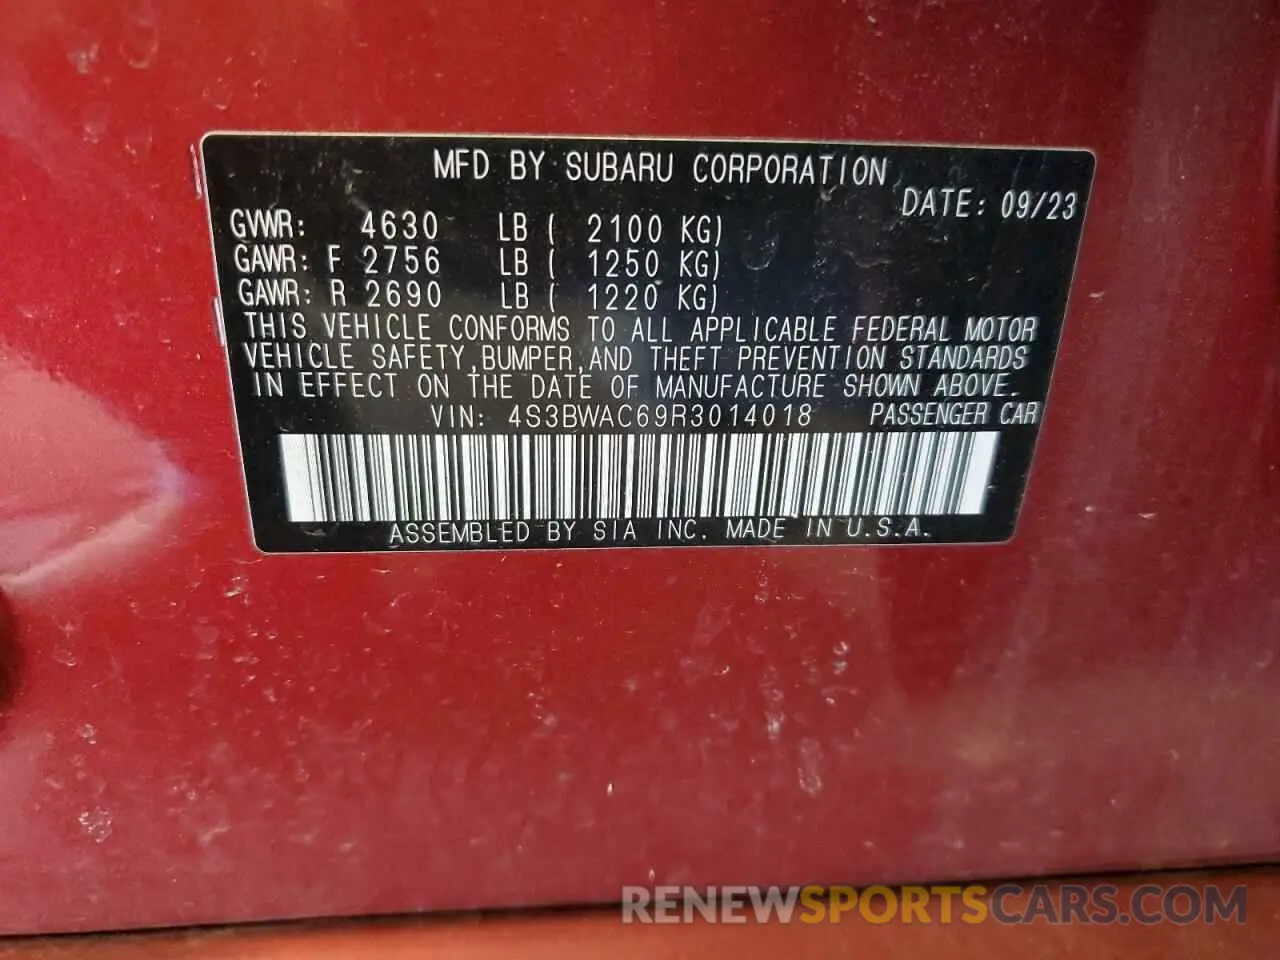 MFD BY SUBARU CORPORATION
DATE: 09/23
GVWR: 4630 LB ( 2100 KG)
GAWR: F 2756 LB ( 1250 KG)
GAWR: R 2690 LB ( 1220 KG)
THIS VEHICLE CONFORMS TO ALL APPLICABLE FEDERAL MOTOR
VEHICLE SAFETY,BUMPER,AND THEFT PREVENTION STANDARDS
IN EFFECT ON THE DATE OF MANUFACTURE SHOWN ABOVE.
VIN: 4S3BWAC69R3014018 PASSENGER CAR
ASSEMBLED BY SIA INC. MADE IN U.S.A.
RENEWSPORTSCARS.COM